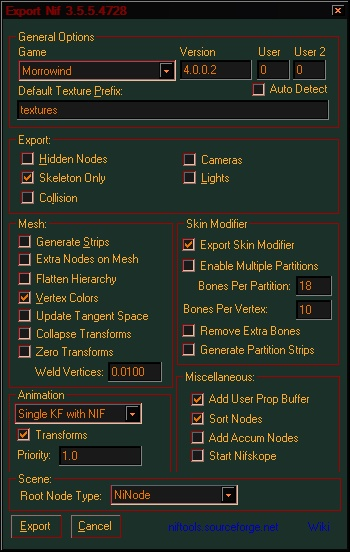 Export Nif 3.5.5.4728
General Options
Game Version User User 2
Morrowind 4.0.0.2 0 0
Default Texture Prefix: Auto Detect
textures
Export:
Hidden Nodes Cameras
Skeleton Only Lights
Collision
Mesh: Skin Modifier
Generate Strips Export Skin Modifier
Extra Nodes on Mesh Enable Multiple Partitions
Flatten Hierarchy Bones Per Partition: 18
Vertex Colors Bones Per Vertex: 10
Update Tangent Space Remove Extra Bones
Collapse Transforms Generate Partition Strips
Zero Transforms
Weld Vertices: 0.0100
Animation Miscellaneous:
Single KF with NIF Add User Prop Buffer
Transforms Sort Nodes
Priority: 1.0 Add Accum Nodes
Start Nifskope
Scene:
Root Node Type: NiNode
Export Cancel niftools.sourceforge.net Wiki